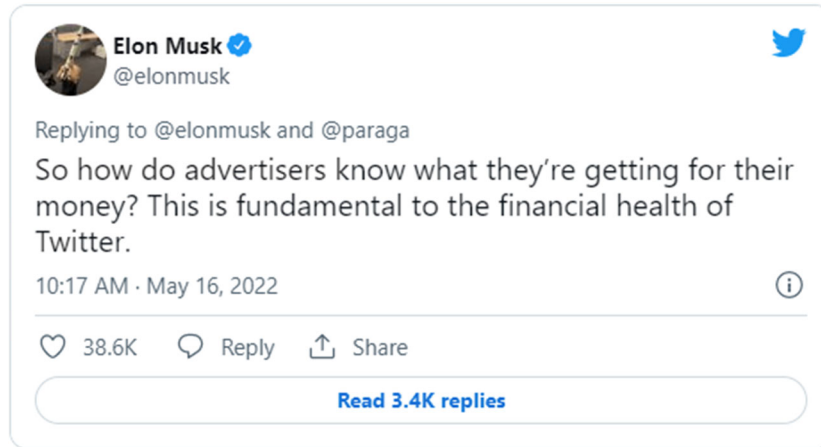 Elon Musk
@elonmusk
Replying to @elonmusk and @paraga
So how do advertisers know what they’re getting for their
money? This is fundamental to the financial health of
Twitter.
10:17 AM · May 16, 2022
38.6K Reply Share
Read 3.4K replies